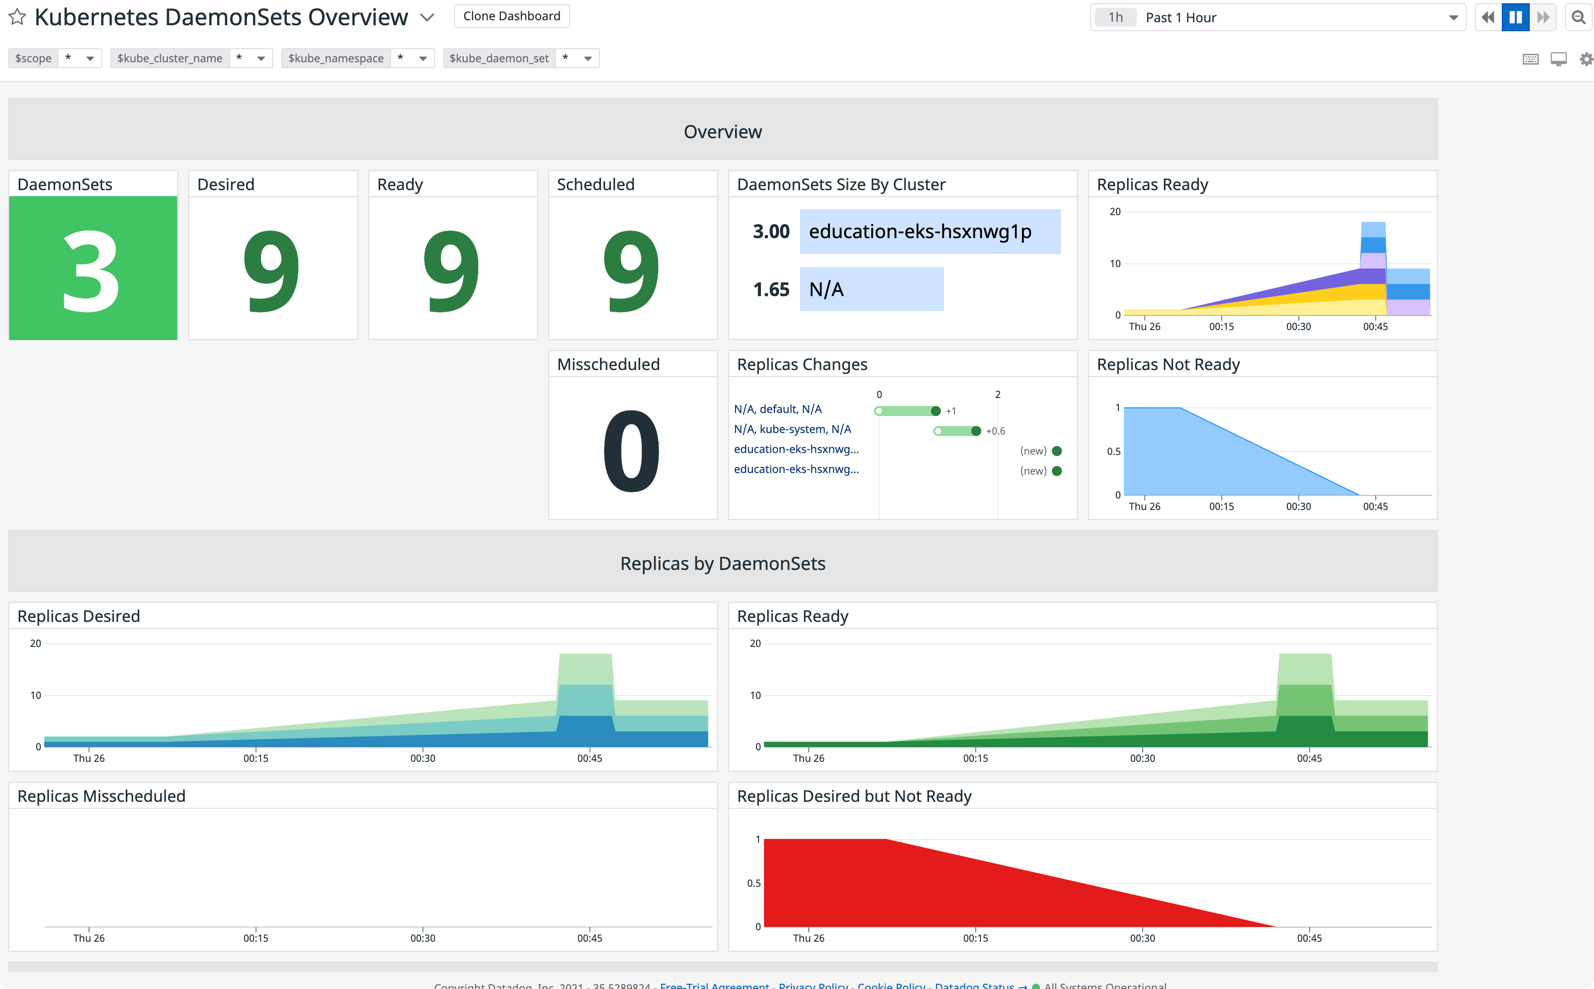 Kubernetes DaemonSets Overview
Clone Dashboard
1h Past 1 Hour
$scope * $kube_cluster_name * $kube_namespace * $kube_daemon_set *
Overview
DaemonSets
3
Desired
9
Ready
9
Scheduled
9
DaemonSets Size By Cluster
3.00 education-eks-hsxnwg1p
1.65 N/A
Replicas Ready
20
10
0
Thu 26 00:15 00:30 00:45
Misscheduled
0
Replicas Changes
0 2
N/A, default, N/A +1
N/A, kube-system, N/A +0.6
education-eks-hsxnwg... (new)
education-eks-hsxnwg... (new)
Replicas Not Ready
1
0.5
0
Thu 26 00:15 00:30 00:45
Replicas by DaemonSets
Replicas Desired
20
10
0
Thu 26 00:15 00:30 00:45
Replicas Ready
20
10
0
Thu 26 00:15 00:30 00:45
Replicas Misscheduled
Thu 26 00:15 00:30 00:45
Replicas Desired but Not Ready
1
0.5
0
Thu 26 00:15 00:30 00:45
Copyright Datadog, Inc. 2021 - 35.5289824 - Free-Trial Agreement - Privacy Policy - Cookie Policy - Datadog Status → All Systems Operational